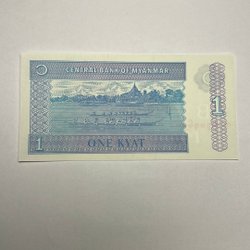 CENTRAL BANK OF MYANMAR
1
1
ONE KYAT